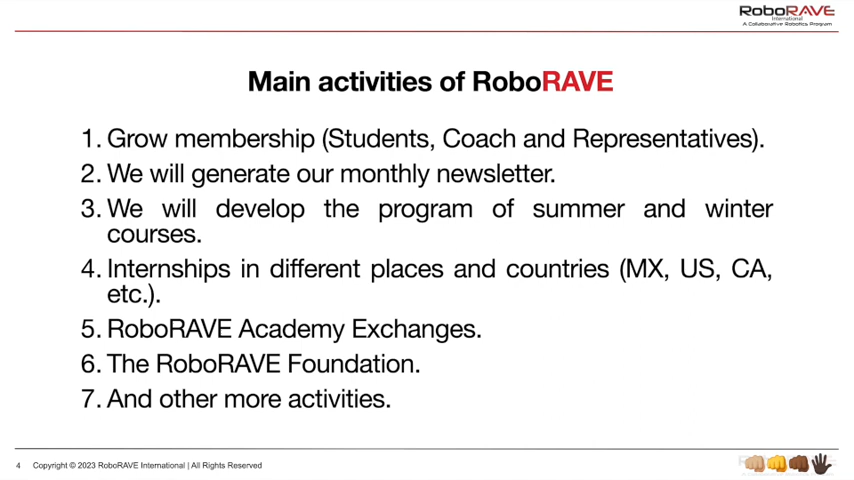 RoboRAVE
International
A Collaborative Robotics Program
Main activities of RoboRAVE
1. Grow membership (Students, Coach and Representatives).
2. We will generate our monthly newsletter.
3. We will develop the program of summer and winter
courses.
4. Internships in different places and countries (MX, US, CA,
etc.).
5. RoboRAVE Academy Exchanges.
6. The RoboRAVE Foundation.
7. And other more activities.
4 Copyright © 2023 RoboRAVE International | All Rights Reserved